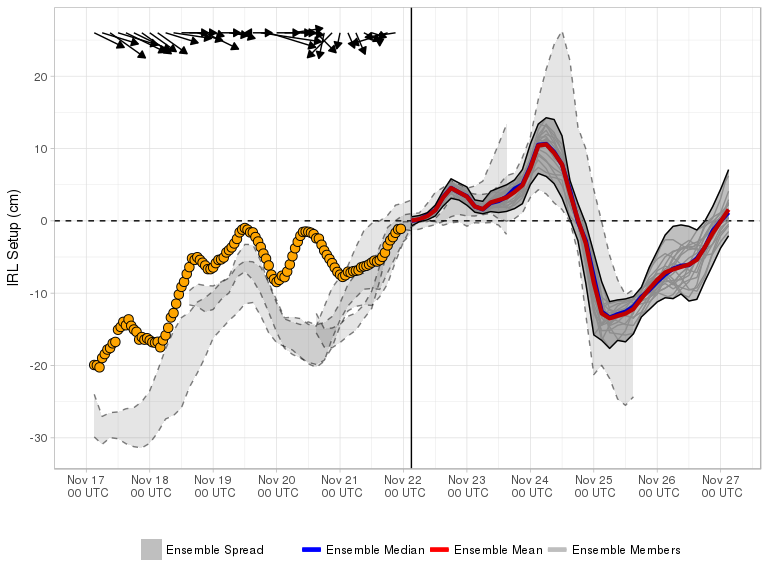 IRL Setup (cm)
20
10
0
-10
-20
-30
Nov 17
00 UTC
Nov 18
00 UTC
Nov 19
00 UTC
Nov 20
00 UTC
Nov 21
00 UTC
Nov 22
00 UTC
Nov 23
00 UTC
Nov 24
00 UTC
Nov 25
00 UTC
Nov 26
00 UTC
Nov 27
00 UTC
Ensemble Spread
Ensemble Median
Ensemble Mean
Ensemble Members